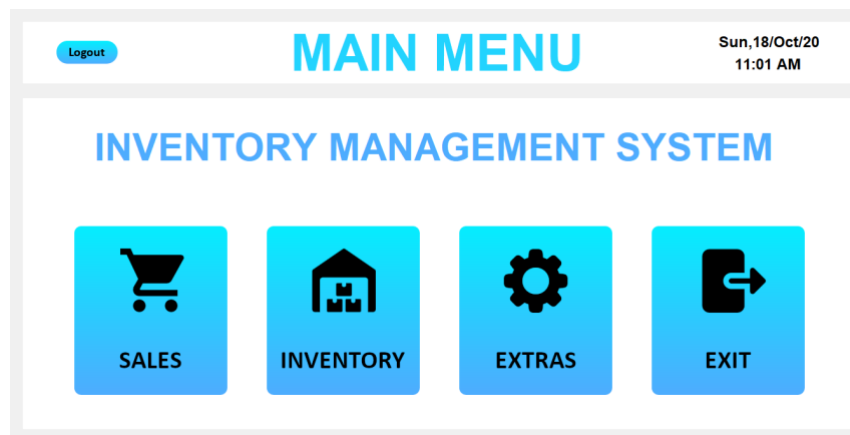 Logout
MAIN MENU
Sun,18/Oct/20
11:01 AM
INVENTORY MANAGEMENT SYSTEM
SALES
INVENTORY
EXTRAS
EXIT